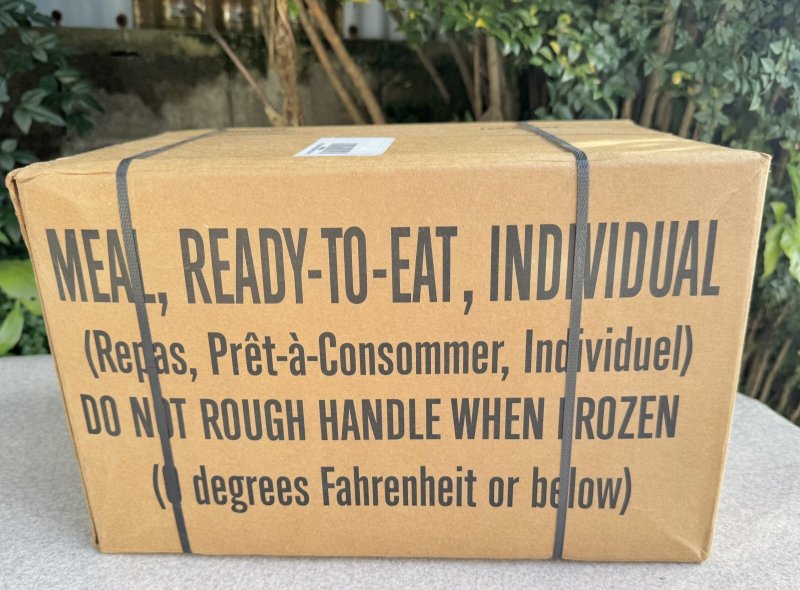 MEAL, READY-TO-EAT, INDIVIDUAL
(Repas, Prêt-à-Consommer, Individuel)
DO NOT ROUGH HANDLE WHEN FROZEN
(0 degrees Fahrenheit or below)